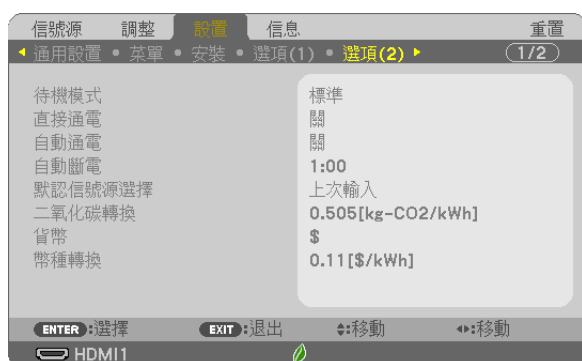 信號源 調整 設置 信息 重置
通用設置 • 菜單 • 安裝 • 選項(1) • 選項(2) 1/2
待機模式 標準
直接通電 關
自動通電 關
自動斷電 1:00
默認信號源選擇 上次輸入
二氧化碳轉換 0.505[kg-CO2/kWh]
貨幣 $
幣種轉換 0.11[$/kWh]
ENTER:選擇 EXIT:退出 :移動 :移動
HDMI1